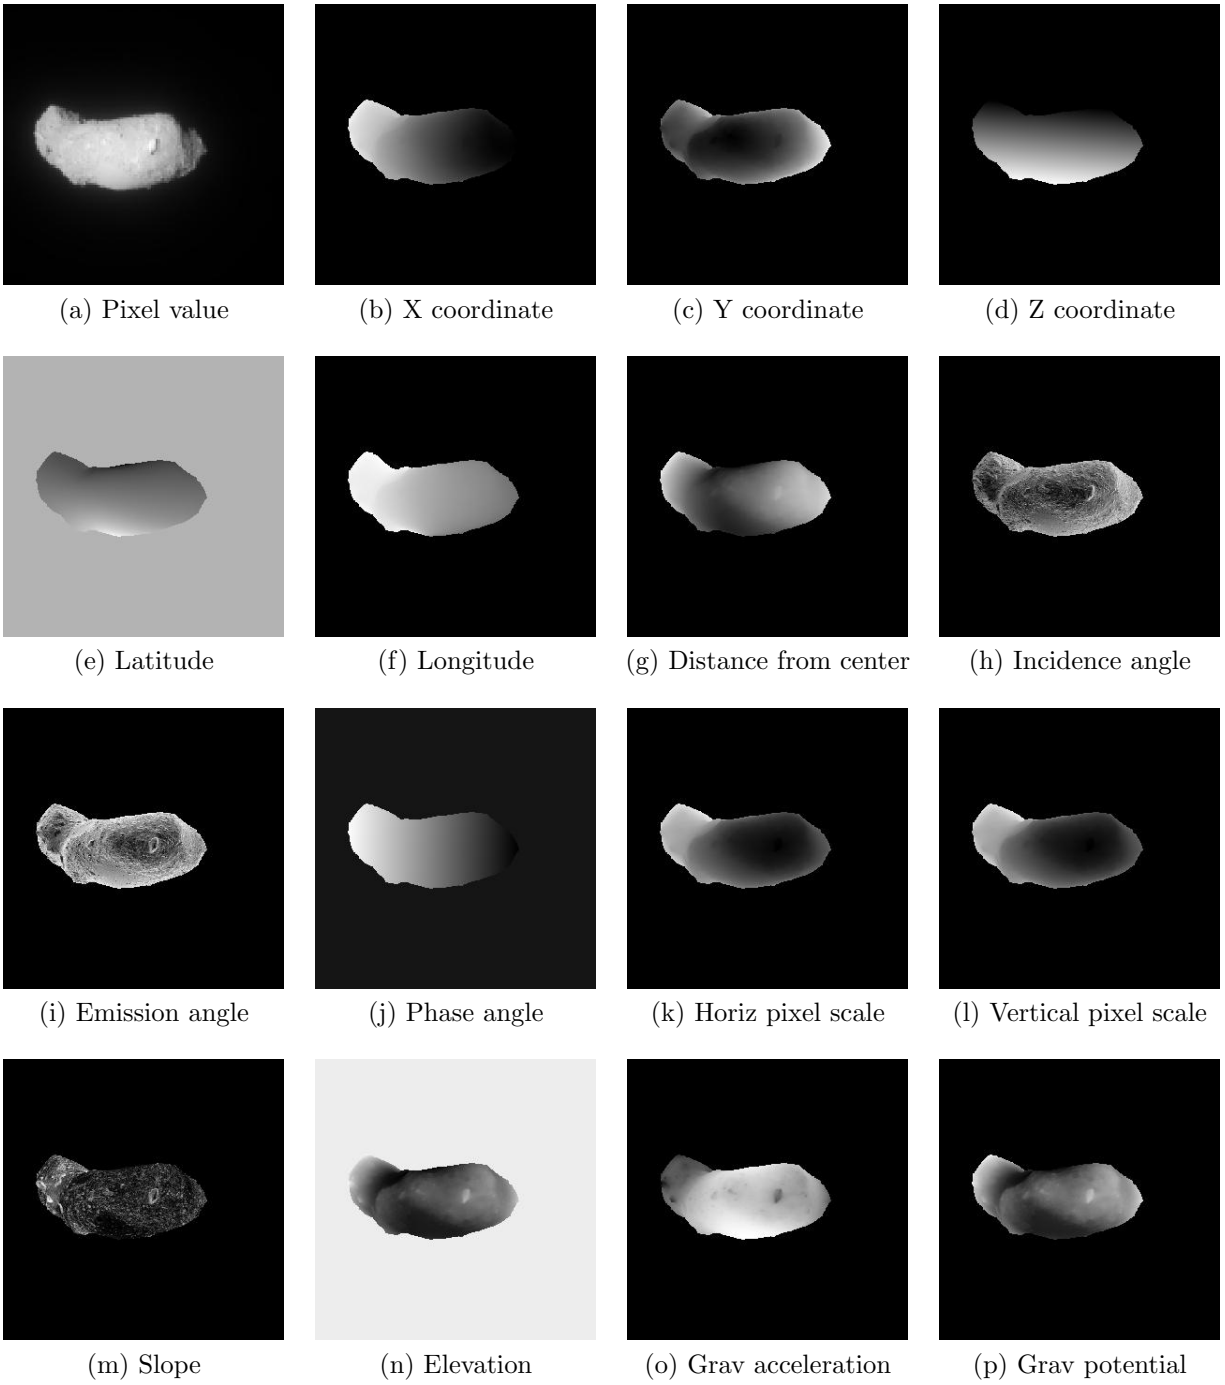 (a) Pixel value
(b) X coordinate
(c) Y coordinate
(d) Z coordinate
(e) Latitude
(f) Longitude
(g) Distance from center
(h) Incidence angle
(i) Emission angle
(j) Phase angle
(k) Horiz pixel scale
(l) Vertical pixel scale
(m) Slope
(n) Elevation
(o) Grav acceleration
(p) Grav potential